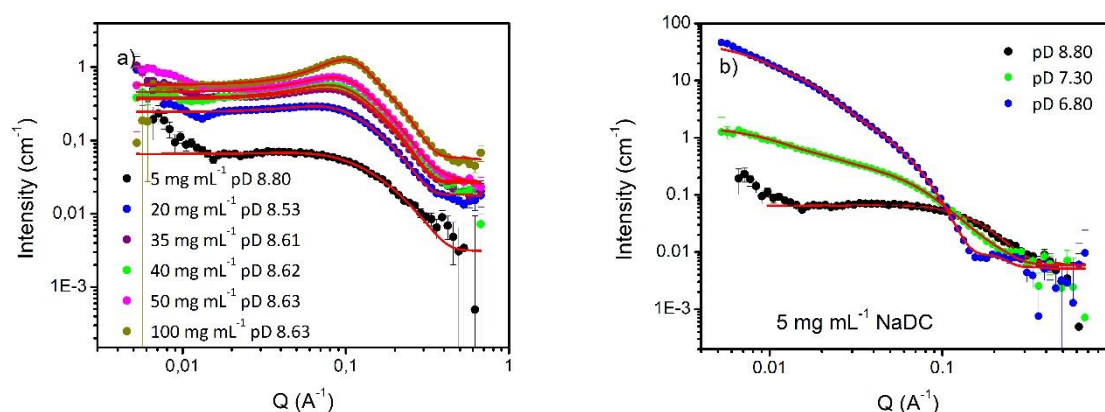 a)
1
0,1
0,01
1E-3
5 mg mL⁻¹ pD 8.80
20 mg mL⁻¹ pD 8.53
35 mg mL⁻¹ pD 8.61
40 mg mL⁻¹ pD 8.62
50 mg mL⁻¹ pD 8.63
100 mg mL⁻¹ pD 8.63
0,01 0,1 1
Q (A⁻¹)
Intensity (cm⁻¹)
b)
100
10
1
0.1
0.01
1E-3
pD 8.80
pD 7.30
pD 6.80
5 mg mL⁻¹ NaDC
0.01 0.1
Q (A⁻¹)
Intensity (cm⁻¹)